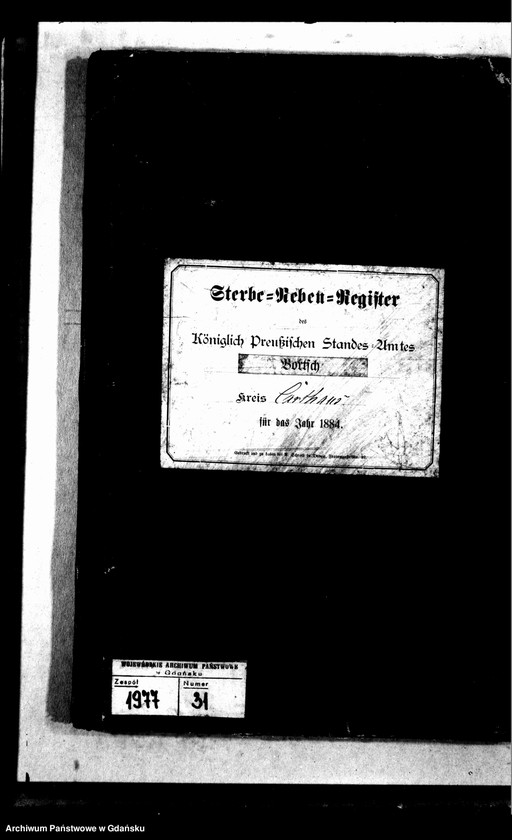 Sterbe=Neben=Register
des
Königlich Preußischen Standes Amtes
Bortsch
Kreis Carthaus
für das Jahr 1884.
WOJEWÓDZKIE ARCHIWUM PAŃSTWOWE
w Gdańsku
Zespół Numer
1977 31
Archiwum Państwowe w Gdańsku